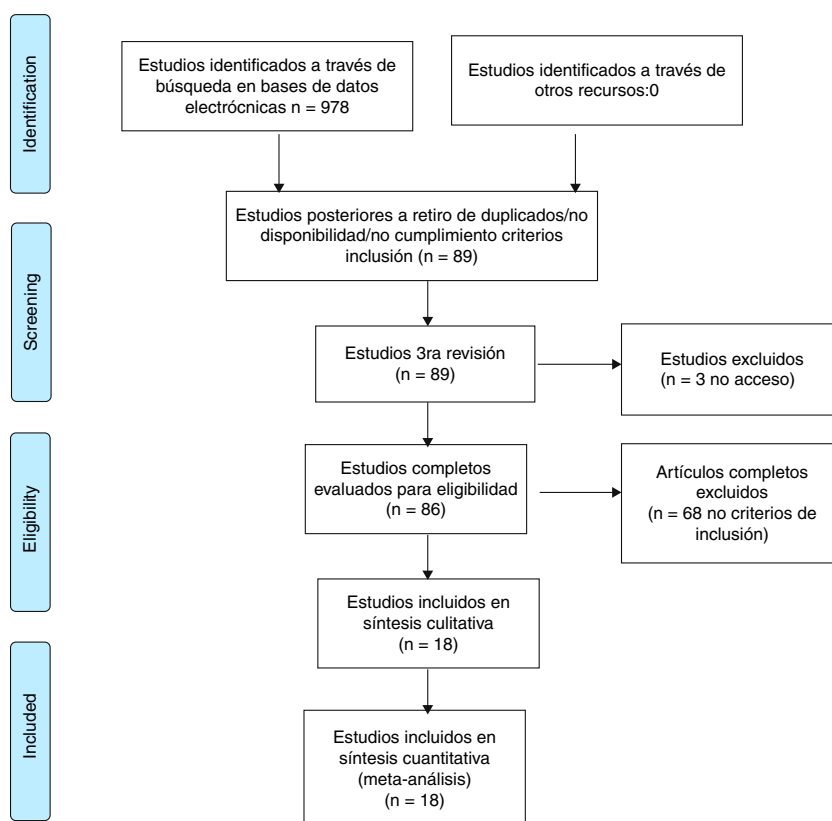 Identification
Estudios identificados a través de
búsqueda en bases de datos
electrócnicas n = 978
Estudios identificados a través de
otros recursos:0
Screening
Estudios posteriores a retiro de duplicados/no
disponibilidad/no cumplimiento criterios
inclusión (n = 89)
Estudios 3ra revisión
(n = 89)
Estudios excluidos
(n = 3 no acceso)
Eligibility
Estudios completos
evaluados para eligibilidad
(n = 86)
Artículos completos
excluidos
(n = 68 no criterios de
inclusión)
Estudios incluidos en
síntesis culitativa
(n = 18)
Included
Estudios incluidos en
síntesis cuantitativa
(meta-análisis)
(n = 18)